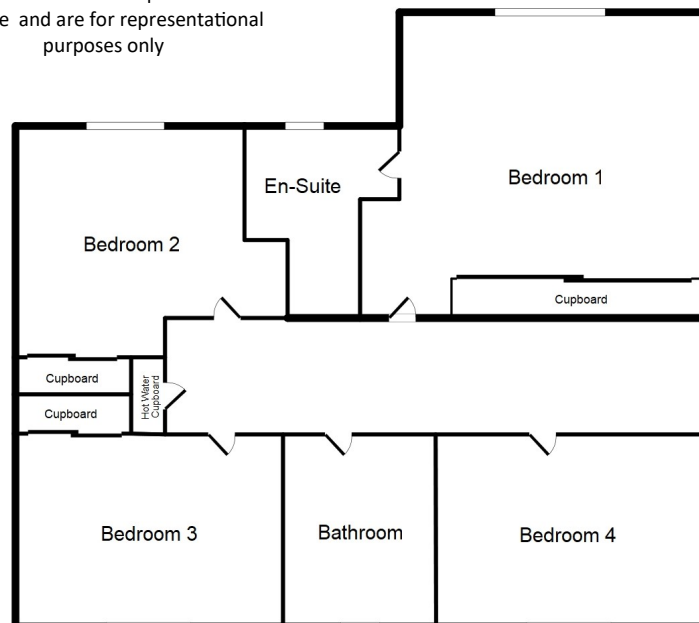 e and are for representational
purposes only
Bedroom 1
En-Suite
Bedroom 2
Cupboard
Cupboard
Hot Water
Cupboard
Cupboard
Bedroom 3
Bathroom
Bedroom 4